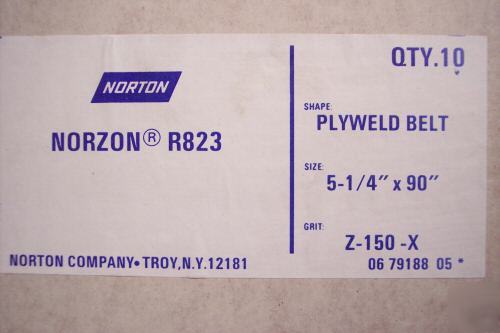 NORTON
NORZON® R823
NORTON COMPANY•TROY,N.Y.12181
QTY.10
SHAPE:
PLYWELD BELT
SIZE:
5-1/4" x 90"
GRIT:
Z-150 -X
06 79188 05 *